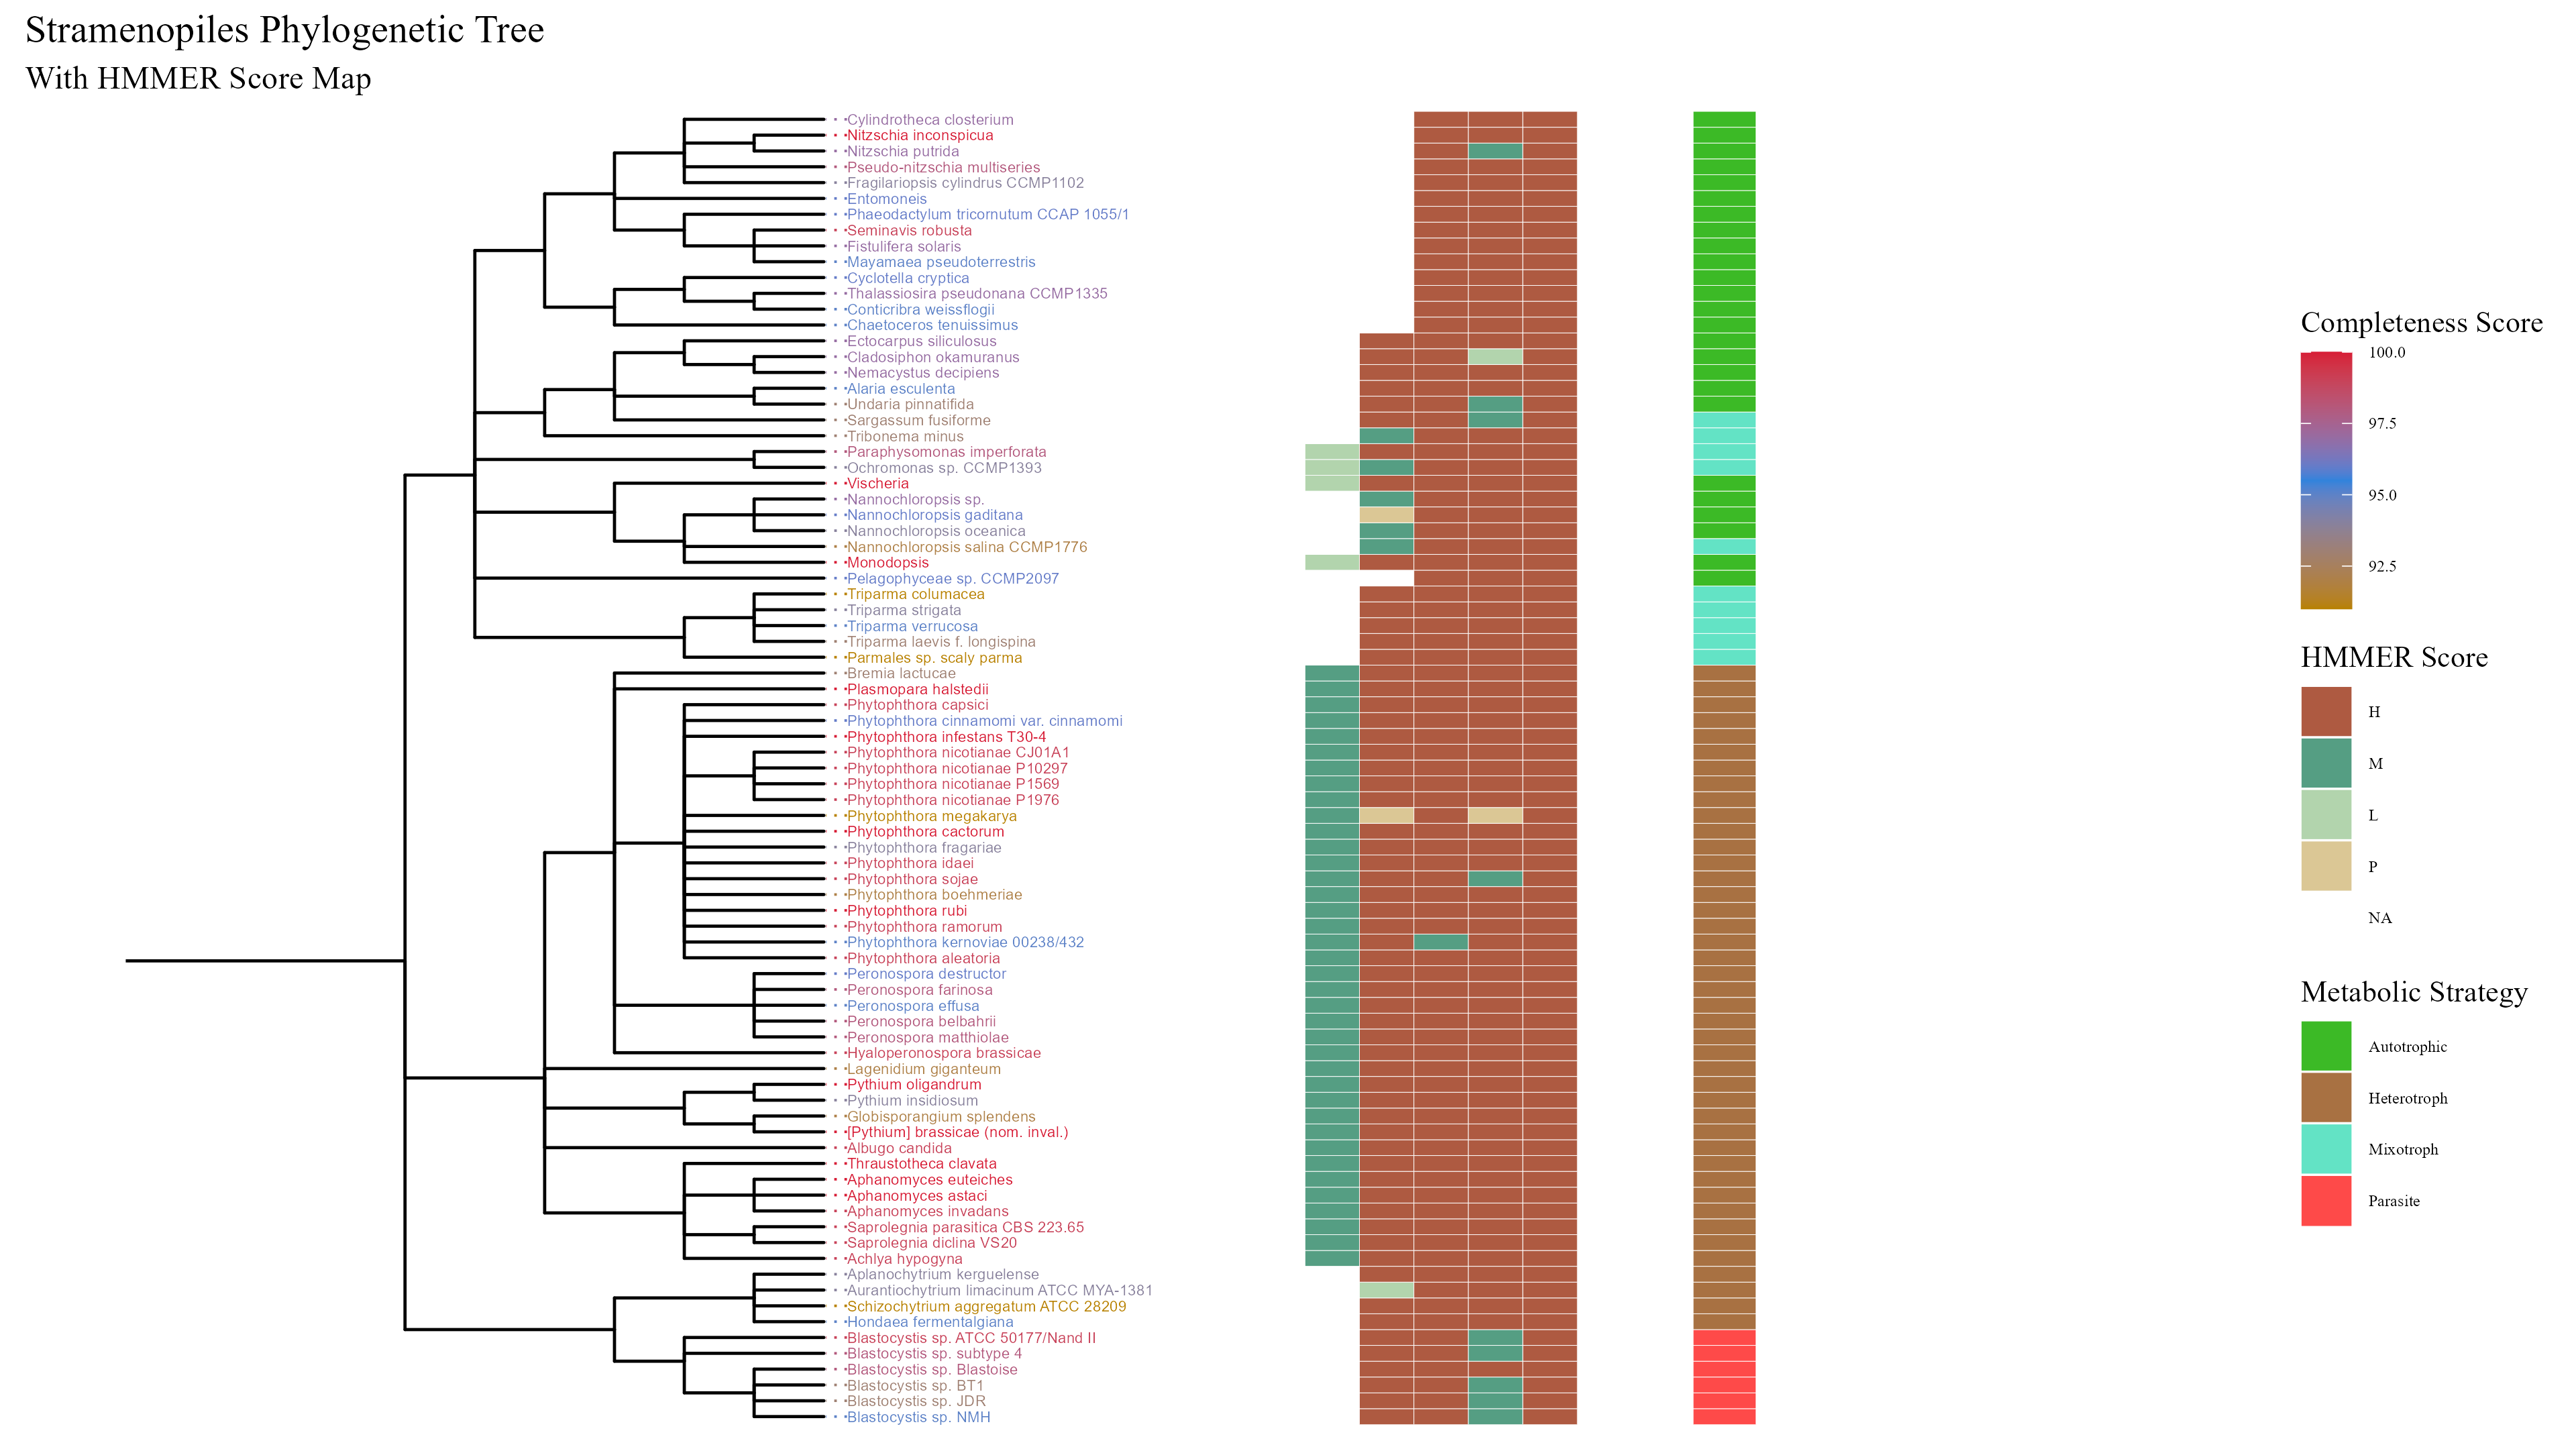 Stramenopiles Phylogenetic Tree
With HMMER Score Map
Cylindrotheca closterium
Nitzschia inconspicua
Nitzschia putrida
Pseudo-nitzschia multiseries
Fragilariopsis cylindrus CCMP1102
Entomoneis
Phaeodactylum tricornutum CCAP 1055/1
Seminavis robusta
Fistulifera solaris
Mayamaea pseudoterrestris
Cyclotella cryptica
Thalassiosira pseudonana CCMP1335
Conticribra weissflogii
Chaetoceros tenuissimus
Ectocarpus siliculosus
Cladosiphon okamuranus
Nemacystus decipiens
Alaria esculenta
Undaria pinnatifida
Sargassum fusiforme
Tribonema minus
Paraphysomonas imperforata
Ochromonas sp. CCMP1393
Vischeria
Nannochloropsis sp.
Nannochloropsis gaditana
Nannochloropsis oceanica
Nannochloropsis salina CCMP1776
Monodopsis
Pelagophyceae sp. CCMP2097
Triparma columacea
Triparma strigata
Triparma verrucosa
Triparma laevis f. longispina
Parmales sp. scaly parma
Bremia lactucae
Plasmopara halstedii
Phytophthora capsici
Phytophthora cinnamomi var. cinnamomi
Phytophthora infestans T30-4
Phytophthora nicotianae CJ01A1
Phytophthora nicotianae P10297
Phytophthora nicotianae P1569
Phytophthora nicotianae P1976
Phytophthora megakarya
Phytophthora cactorum
Phytophthora fragariae
Phytophthora idaei
Phytophthora sojae
Phytophthora boehmeriae
Phytophthora rubi
Phytophthora ramorum
Phytophthora kernoviae 00238/432
Phytophthora aleatoria
Peronospora destructor
Peronospora farinosa
Peronospora effusa
Peronospora belbahrii
Peronospora matthiolae
Hyaloperonospora brassicae
Lagenidium giganteum
Pythium oligandrum
Pythium insidiosum
Globisporangium splendens
[Pythium] brassicae (nom. inval.)
Albugo candida
Thraustotheca clavata
Aphanomyces euteiches
Aphanomyces astaci
Aphanomyces invadans
Saprolegnia parasitica CBS 223.65
Saprolegnia diclina VS20
Achlya hypogyna
Aplanochytrium kerguelense
Aurantiochytrium limacinum ATCC MYA-1381
Schizochytrium aggregatum ATCC 28209
Hondaea fermentalgiana
Blastocystis sp. ATCC 50177/Nand II
Blastocystis sp. subtype 4
Blastocystis sp. Blastoise
Blastocystis sp. BT1
Blastocystis sp. JDR
Blastocystis sp. NMH
Completeness Score
100.0
97.5
95.0
92.5
HMMER Score
H
M
L
P
NA
Metabolic Strategy
Autotrophic
Heterotroph
Mixotroph
Parasite